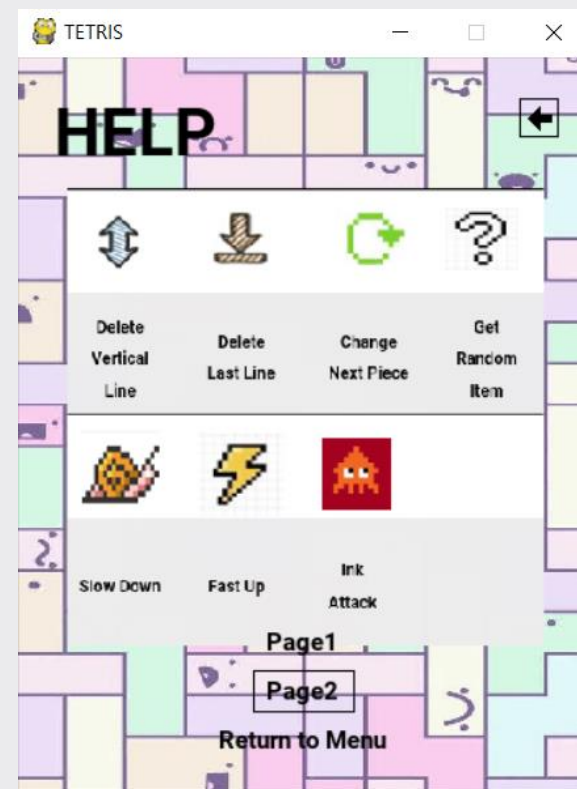 TETRIS
HELP
Delete
Vertical
Line
Delete
Last Line
Change
Next Piece
Get
Random
Item
Slow Down
Fast Up
Ink
Attack
Page1
Page2
Return to Menu